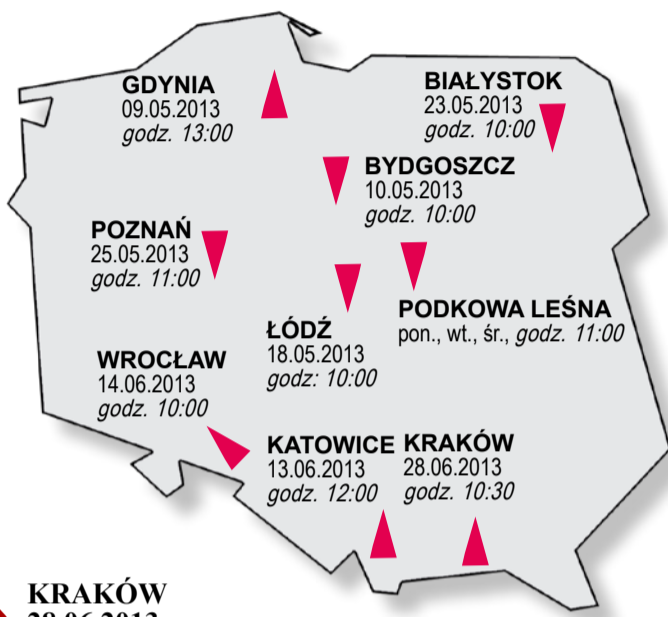 GDYNIA
09.05.2013
godz. 13:00
BIAŁYSTOK
23.05.2013
godz. 10:00
BYDGOSZCZ
10.05.2013
godz. 10:00
POZNAŃ
25.05.2013
godz. 11:00
PODKOWA LEŚNA
pon., wt., śr., godz. 11:00
ŁÓDŹ
18.05.2013
godz: 10:00
WROCŁAW
14.06.2013
godz. 10:00
KATOWICE
13.06.2013
godz. 12:00
KRAKÓW
28.06.2013
godz. 10:30
KRAKÓW
28.06.2013